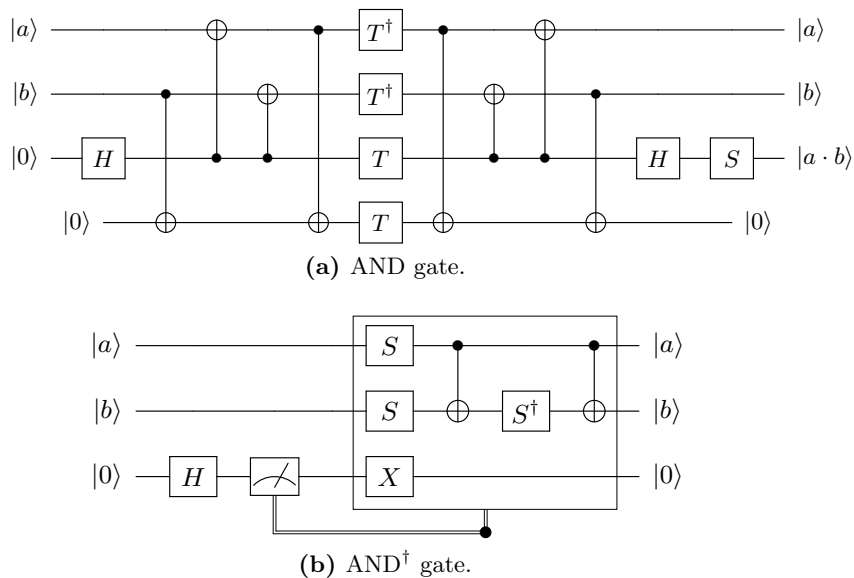 |a⟩ T† |a⟩
|b⟩ T† |b⟩
|0⟩ H T H S |a · b⟩
|0⟩ T |0⟩
(a) AND gate.
|a⟩ S |a⟩
|b⟩ S S† |b⟩
|0⟩ H X |0⟩
(b) AND† gate.